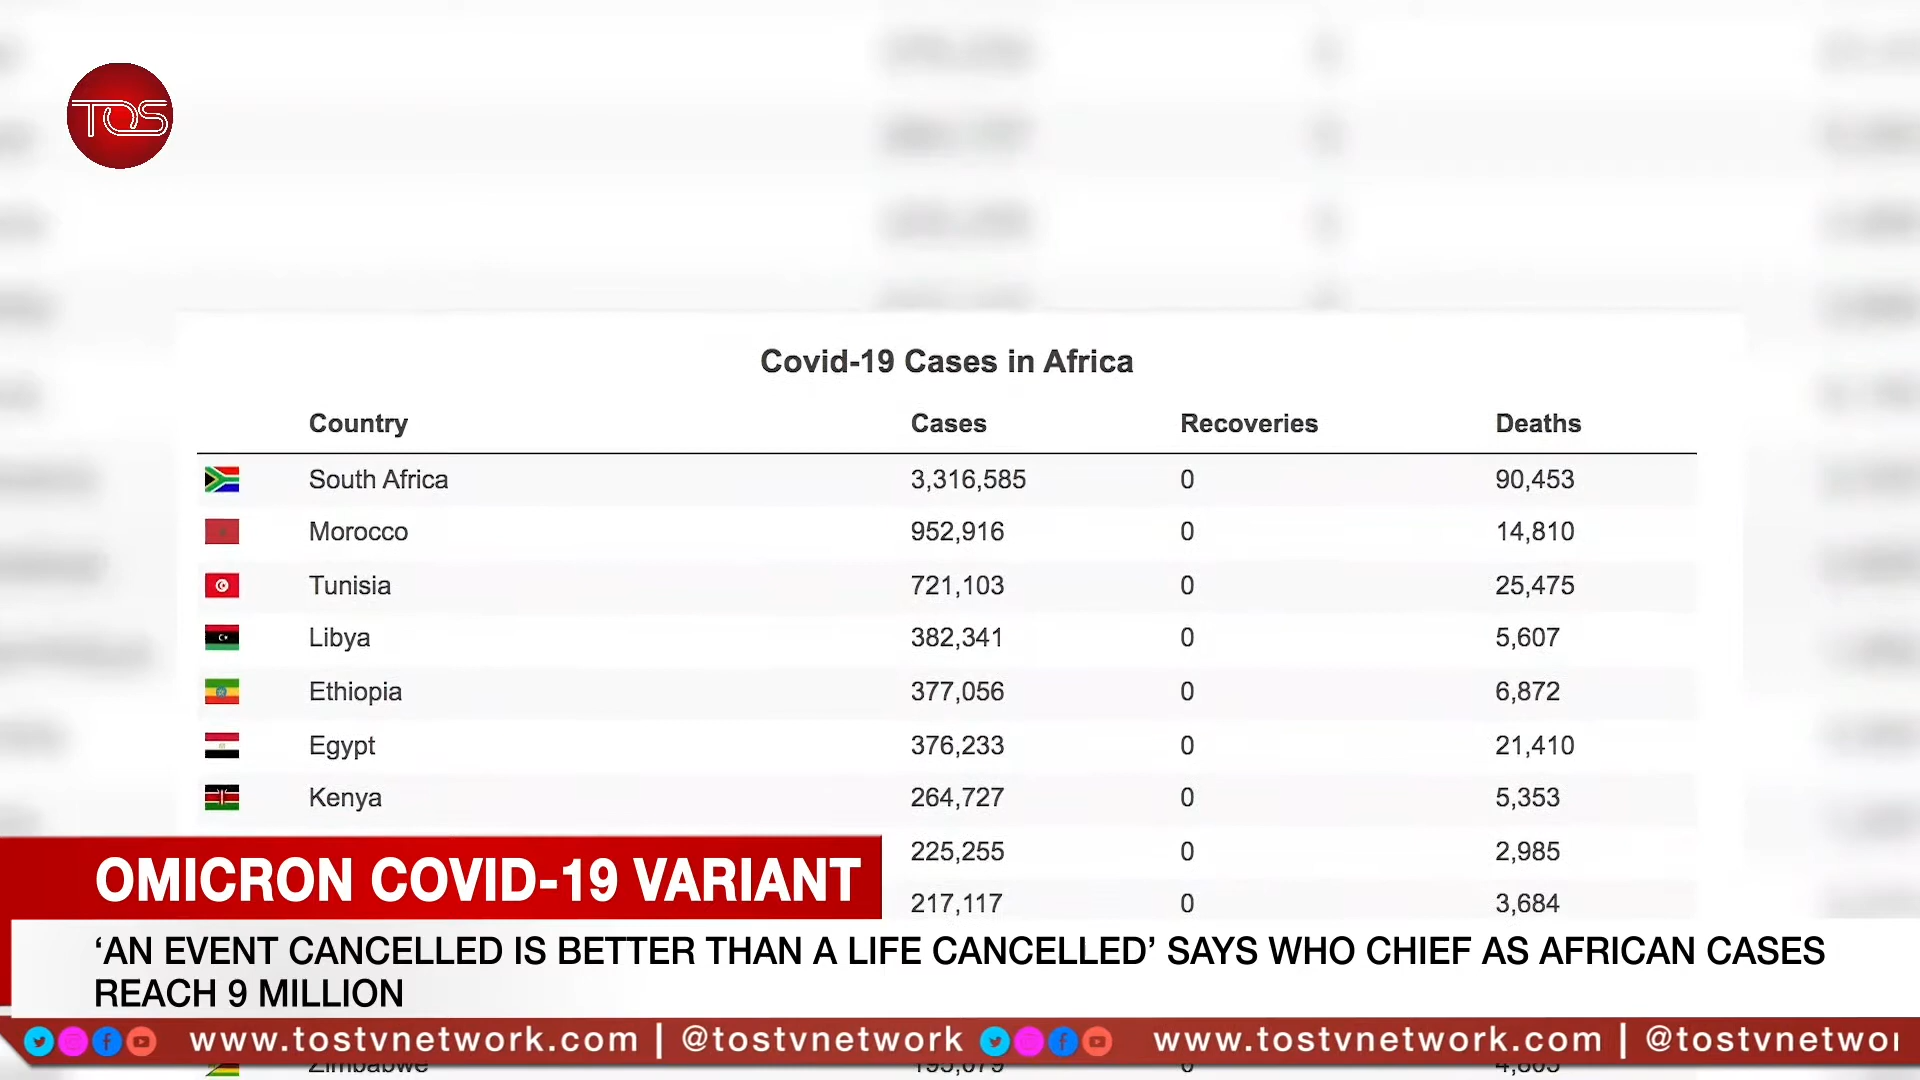 TOS
Covid-19 Cases in Africa
Country Cases Recoveries Deaths
South Africa 3,316,585 0 90,453
Morocco 952,916 0 14,810
Tunisia 721,103 0 25,475
Libya 382,341 0 5,607
Ethiopia 377,056 0 6,872
Egypt 376,233 0 21,410
Kenya 264,727 0 5,353
225,255 0 2,985
217,117 0 3,684
OMICRON COVID-19 VARIANT
‘AN EVENT CANCELLED IS BETTER THAN A LIFE CANCELLED’ SAYS WHO CHIEF AS AFRICAN CASES
REACH 9 MILLION
www.tostvnetwork.com | @tostvnetwork www.tostvnetwork.com | @tostvnetwo
Zimbabwe 0